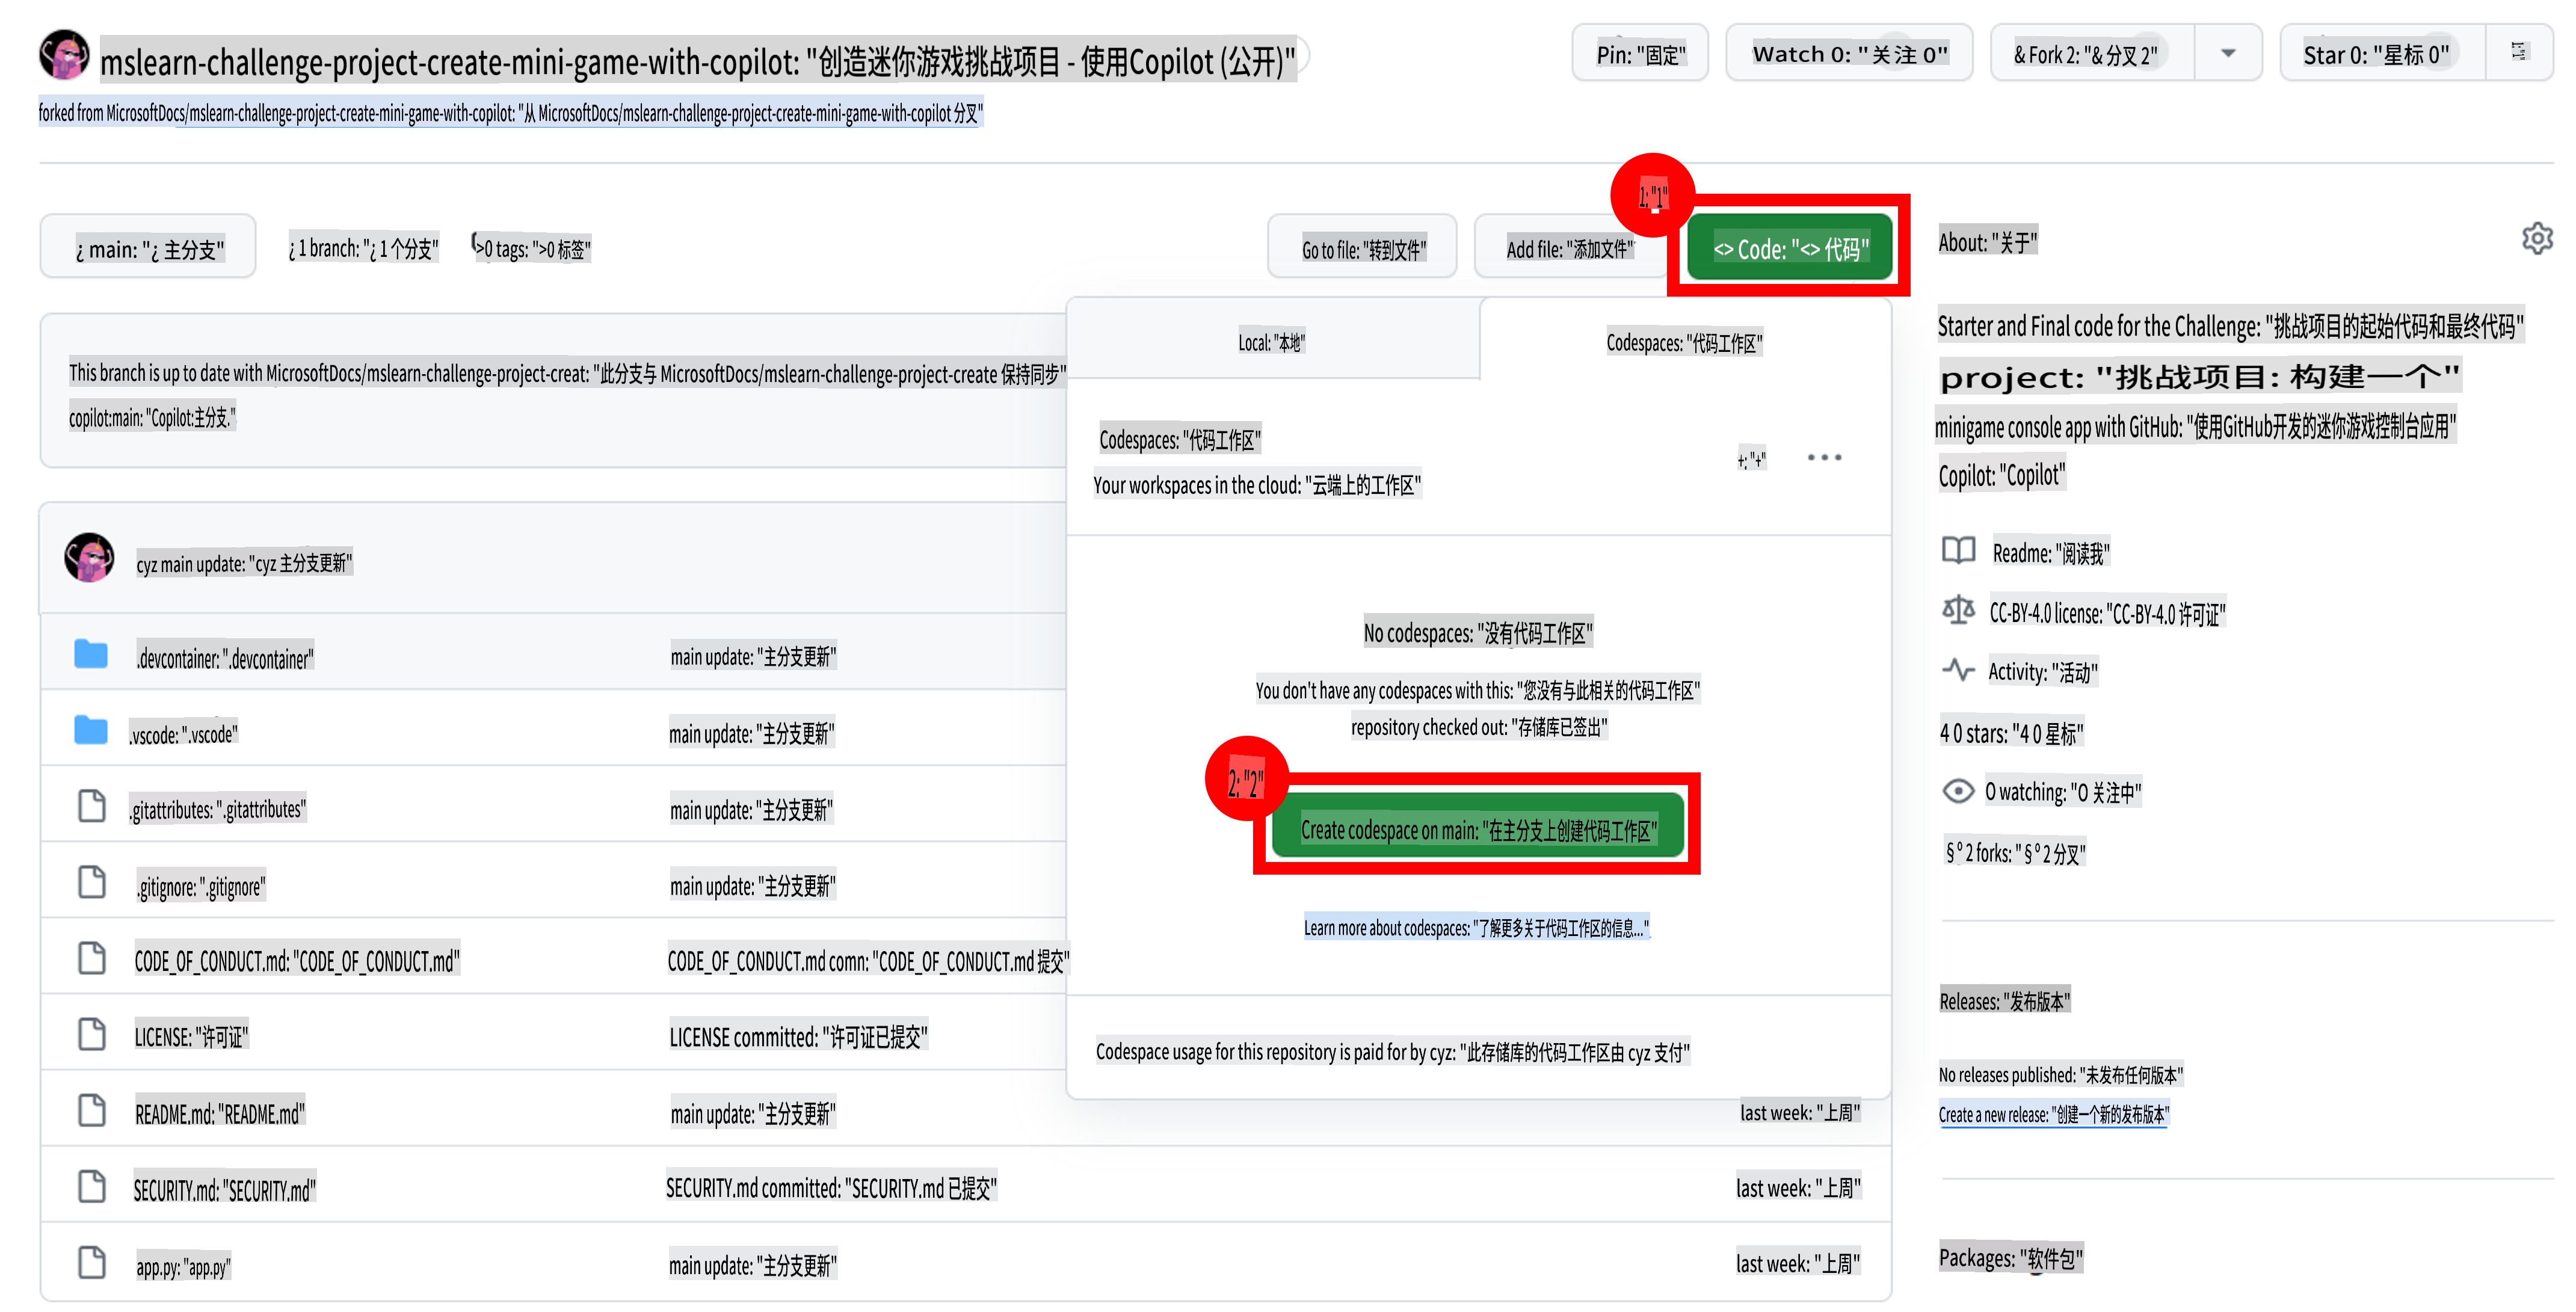 mslearn-challenge-project-create-mini-game-with-copilot: "创造迷你游戏挑战项目 - 使用Copilot (公开)"
Pin: "固定"
Watch 0: "关注 0"
& Fork 2: "& 分叉 2"
Star 0: "星标 0"
forked from MicrosoftDocs/mslearn-challenge-project-create-mini-game-with-copilot: "从 MicrosoftDocs/mslearn-challenge-project-create-mini-game-with-copilot 分叉"
1: "1"
¿ main: "¿ 主分支"
¿ 1 branch: "¿ 1 个分支"
>0 tags: ">0 标签"
Go to file: "转到文件"
Add file: "添加文件"
<> Code: "<> 代码"
This branch is up to date with MicrosoftDocs/mslearn-challenge-project-creat: "此分支与 MicrosoftDocs/mslearn-challenge-project-create 保持同步"
copilot:main: "Copilot:主分支."
cyz main update: "cyz 主分支更新"
.devcontainer: ".devcontainer"
main update: "主分支更新"
.vscode: ".vscode"
main update: "主分支更新"
.gitattributes: ".gitattributes"
main update: "主分支更新"
.gitignore: ".gitignore"
main update: "主分支更新"
CODE_OF_CONDUCT.md: "CODE_OF_CONDUCT.md"
CODE_OF_CONDUCT.md comn: "CODE_OF_CONDUCT.md 提交"
LICENSE: "许可证"
LICENSE committed: "许可证已提交"
README.md: "README.md"
main update: "主分支更新"
last week: "上周"
SECURITY.md: "SECURITY.md"
SECURITY.md committed: "SECURITY.md 已提交"
last week: "上周"
app.py: "app.py"
main update: "主分支更新"
last week: "上周"
Local: "本地"
Codespaces: "代码工作区"
Codespaces: "代码工作区"
Your workspaces in the cloud: "云端上的工作区"
+: "+"
No codespaces: "没有代码工作区"
You don't have any codespaces with this: "您没有与此相关的代码工作区"
repository checked out: "存储库已签出"
2: "2"
Create codespace on main: "在主分支上创建代码工作区"
Learn more about codespaces: "了解更多关于代码工作区的信息..."
Codespace usage for this repository is paid for by cyz: "此存储库的代码工作区由 cyz 支付"
About: "关于"
Starter and Final code for the Challenge: "挑战项目的起始代码和最终代码"
project: "挑战项目: 构建一个"
minigame console app with GitHub: "使用GitHub开发的迷你游戏控制台应用"
Copilot: "Copilot"
Readme: "阅读我"
CC-BY-4.0 license: "CC-BY-4.0 许可证"
Activity: "活动"
4 0 stars: "4 0 星标"
O watching: "O 关注中"
§º 2 forks: "§º 2 分叉"
Releases: "发布版本"
No releases published: "未发布任何版本"
Create a new release: "创建一个新的发布版本"
Packages: "软件包"